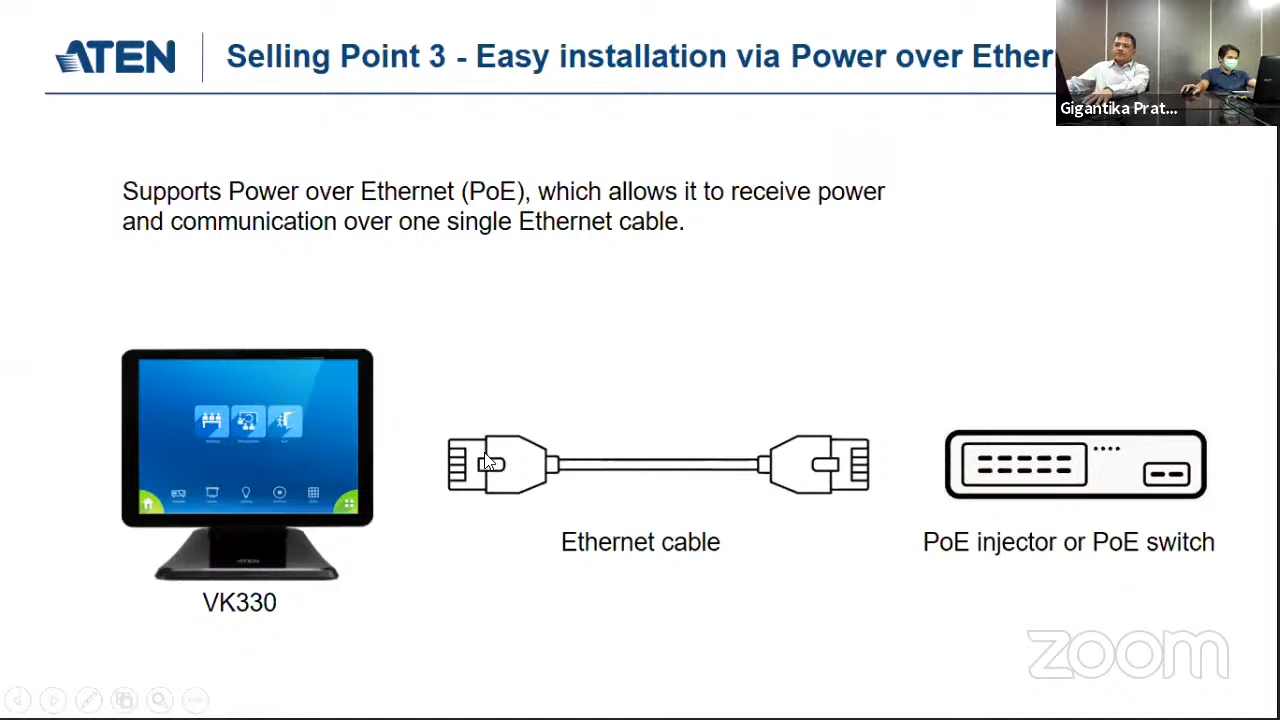 ATEN
Selling Point 3 - Easy installation via Power over Ether
Gigantika Prat...
Supports Power over Ethernet (PoE), which allows it to receive power
and communication over one single Ethernet cable.
ATEN
Ethernet cable
PoE injector or PoE switch
VK330
zoom